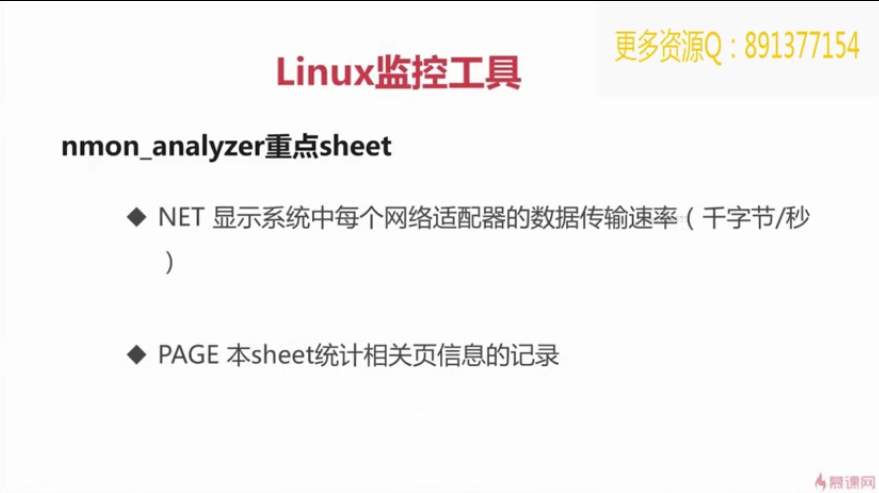 更多资源Q：891377154
Linux监控工具
nmon_analyzer重点sheet
◆ NET 显示系统中每个网络适配器的数据传输速率（千字节/秒
）
◆ PAGE 本sheet统计相关页信息的记录
慕课网